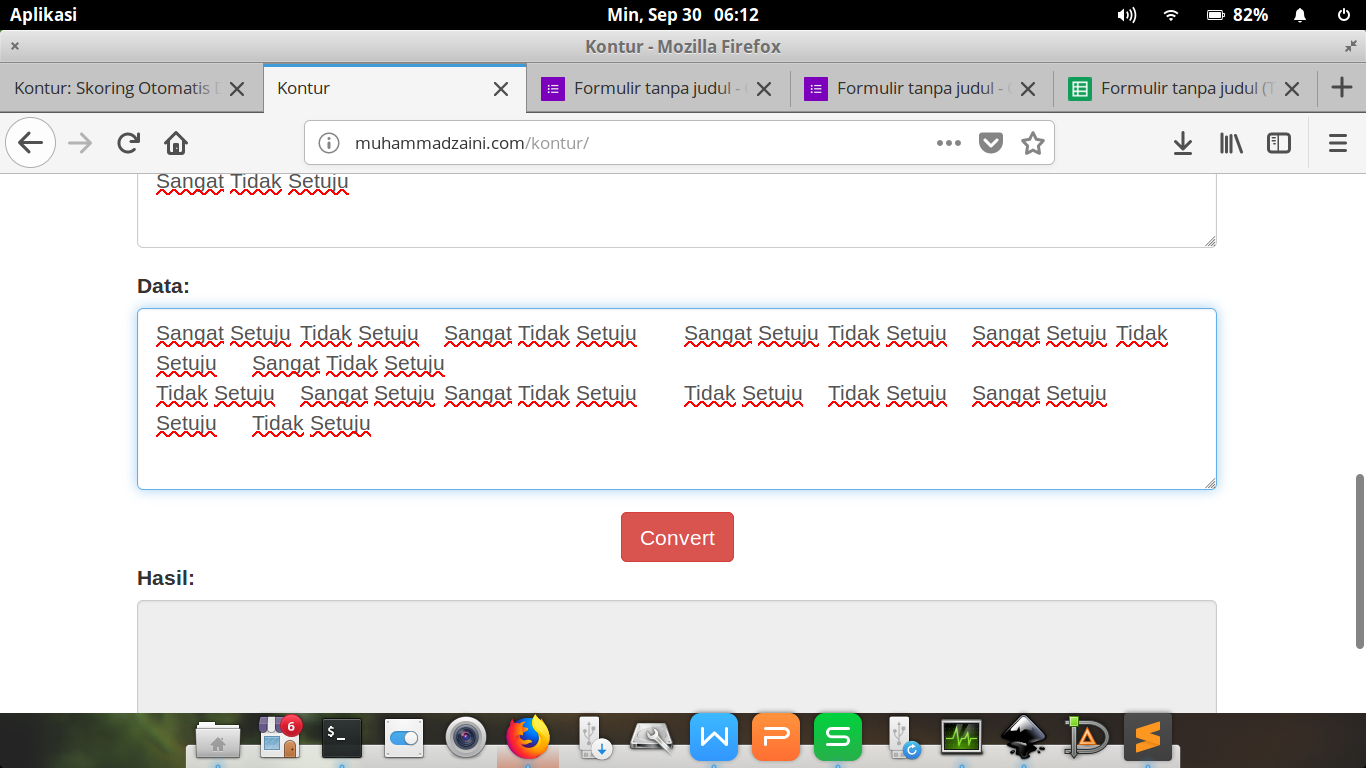 Aplikasi
Min, Sep 30 06:12
82%
Kontur - Mozilla Firefox
Kontur: Skoring Otomatis
Kontur
Formulir tanpa judul -
Formulir tanpa judul -
Formulir tanpa judul (T
muhammadzaini.com/kontur/
Sangat Tidak Setuju
Data:
Sangat Setuju Tidak Setuju Sangat Tidak Setuju Sangat Setuju Tidak Setuju Sangat Setuju Tidak
Setuju Sangat Tidak Setuju
Tidak Setuju Sangat Setuju Sangat Tidak Setuju Tidak Setuju Tidak Setuju Sangat Setuju
Setuju Tidak Setuju
Convert
Hasil:
6
$_
W
P
S